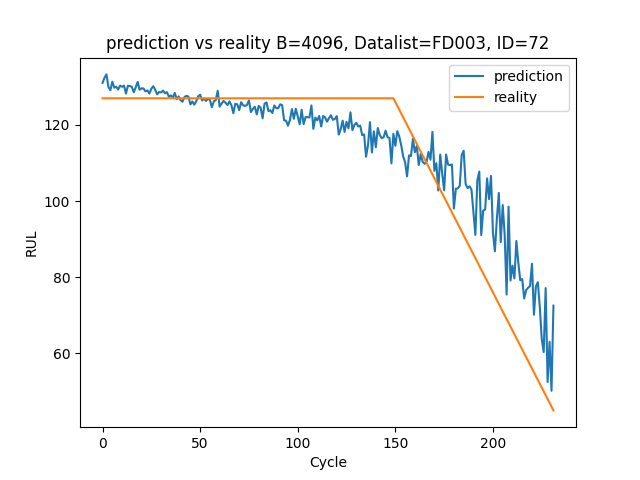 prediction vs reality B=4096, Datalist=FD003, ID=72
prediction
reality
120
100
80
60
RUL
0 50 100 150 200
Cycle